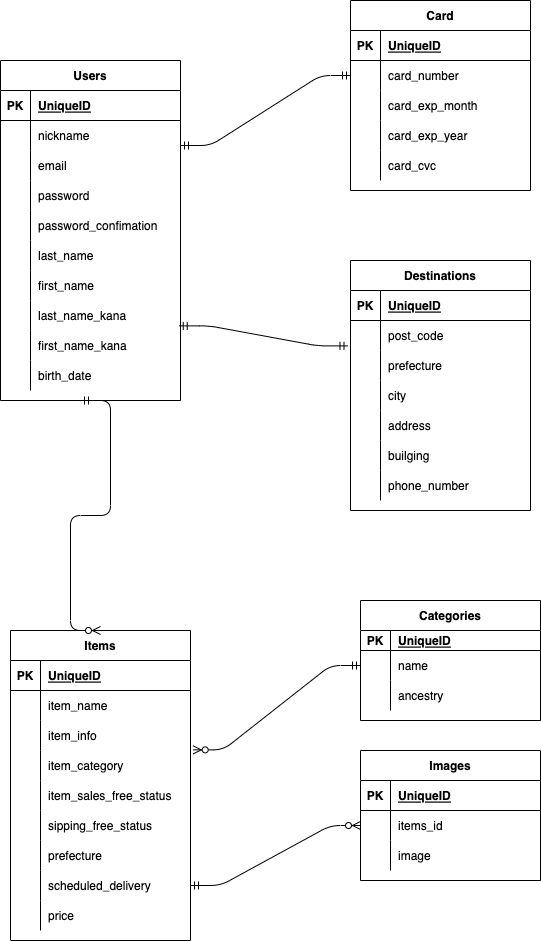 Card
PK UniqueID
card_number
card_exp_month
card_exp_year
card_cvc
Users
PK UniqueID
nickname
email
password
password_confimation
last_name
first_name
last_name_kana
first_name_kana
birth_date
Destinations
PK UniqueID
post_code
prefecture
city
address
builging
phone_number
Items
PK UniqueID
item_name
item_info
item_category
item_sales_free_status
sipping_free_status
prefecture
scheduled_delivery
price
Categories
PK UniqueID
name
ancestry
Images
PK UniqueID
items_id
image